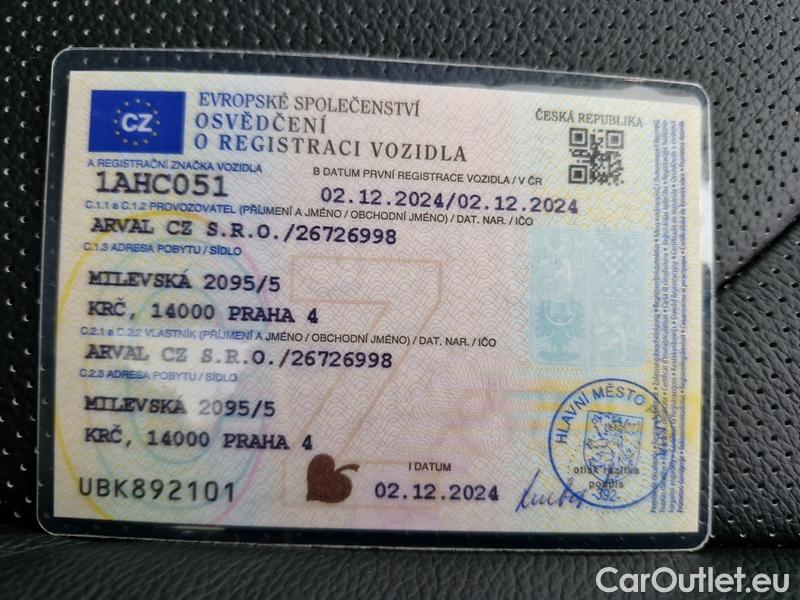 CZ
EVROPSKÉ SPOLEČENSTVÍ
OSVĚDČENÍ
O REGISTRACI VOZIDLA
ČESKÁ REPUBLIKA
A REGISTRAČNÍ ZNAČKA VOZIDLA
1AHC051
B DATUM PRVNÍ REGISTRACE VOZIDLA / V ČR
02.12.2024/02.12.2024
C.1.1 a C.1.2 PROVOZOVATEL (PŘÍJMENÍ A JMÉNO / OBCHODNÍ JMÉNO) / DAT. NAR. / IČO
ARVAL CZ S.R.O./26726998
C.1.3 ADRESA POBYTU / SÍDLO
MILEVSKÁ 2095/5
KRČ, 14000 PRAHA 4
C.2.1 a C.2.2 VLASTNÍK (PŘÍJMENÍ A JMÉNO / OBCHODNÍ JMÉNO) / DAT. NAR. / IČO
ARVAL CZ S.R.O./26726998
C.2.3 ADRESA POBYTU / SÍDLO
MILEVSKÁ 2095/5
KRČ, 14000 PRAHA 4
UBK892101
I DATUM
02.12.2024
HLAVNÍ MĚSTO
otisk razítka
podpis
-392-
CarOutlet.eu